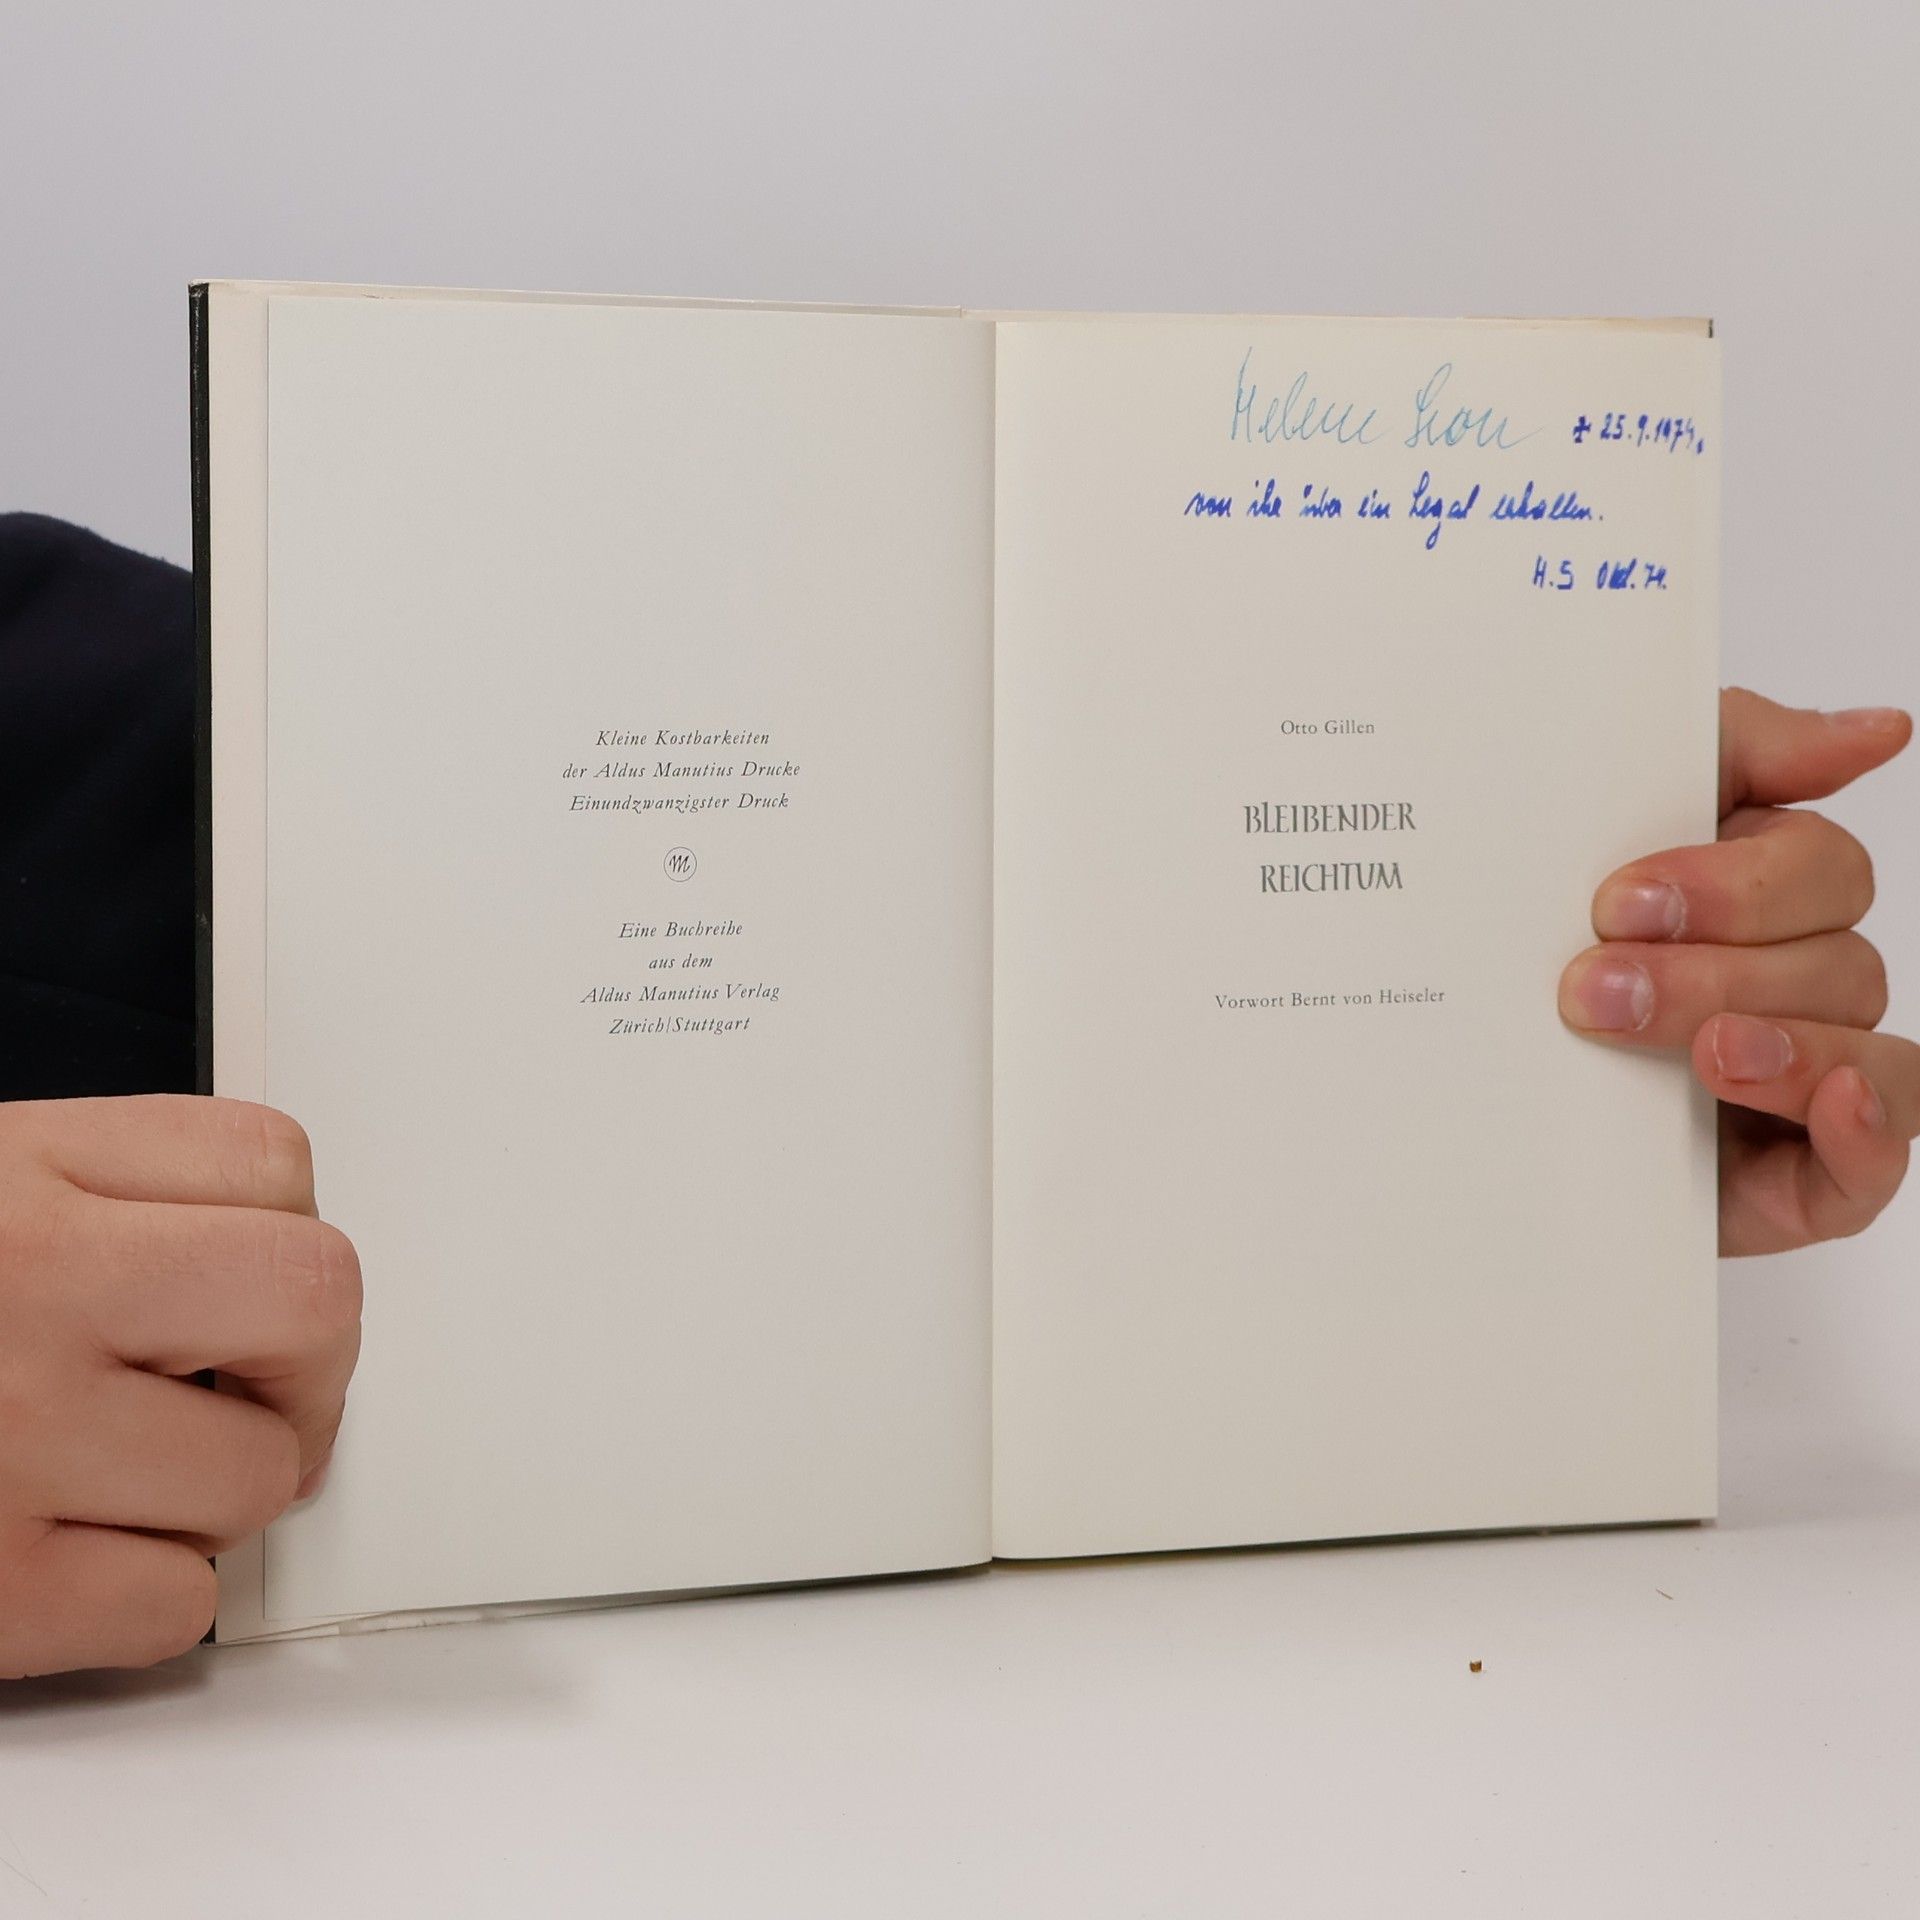 Kleine Kostbarkeiten
der Aldus Manutius Drucke
Einundzwanzigster Druck
M
Eine Buchreihe
aus dem
Aldus Manutius Verlag
Zürich|Stuttgart
Helene + 25.9.1974,
von ihr über ein Legat erhalten.
H.S Okt. 74.
Otto Gillen
BLEIBENDER
REICHTUM
Vorwort Bernt von Heiseler